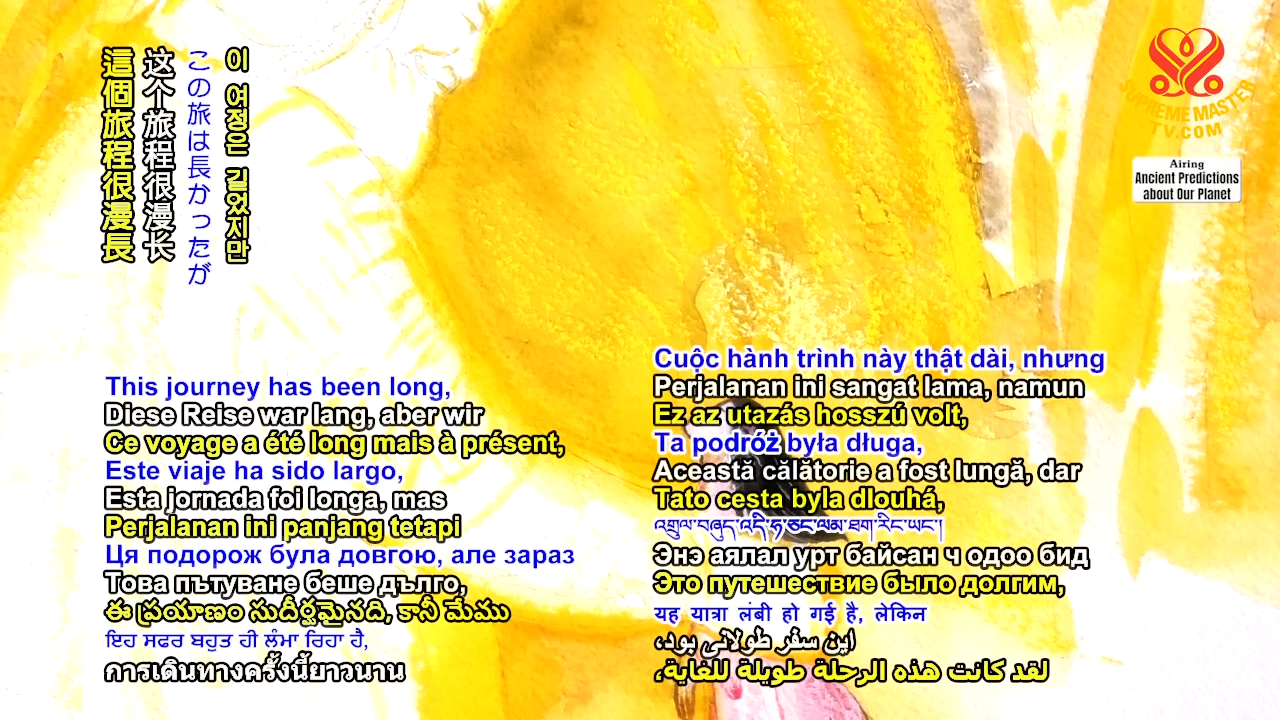 這個旅程很漫長
这个旅程很漫长
この旅は長かったが
이 여정은 길었지만
SUPREME MASTER
TV.COM
Airing
Ancient Predictions
about Our Planet
This journey has been long,
Diese Reise war lang, aber wir
Ce voyage a été long mais à présent,
Este viaje ha sido largo,
Esta jornada foi longa, mas
Perjalanan ini panjang tetapi
Ця подорож була довгою, але зараз
Това пътуване беше дълго,
ఈ ప్రయాణం సుదీర్ఘమైనది, కానీ మేము
ਇਹ ਸਫਰ ਬਹੁਤ ਹੀ ਲੰਮਾ ਰਿਹਾ ਹੈ,
การเดินทางครั้งนี้ยาวนาน
Cuộc hành trình này thật dài, nhưng
Perjalanan ini sangat lama, namun
Ez az utazás hosszú volt,
Ta podróż była długa,
Această călătorie a fost lungă, dar
Tato cesta byla dlouhá,
འགྲུལ་བཞུད་འདི་ཧ་ཅང་ལམ་ཐག་རིང་ཡང་།
Энэ аялал урт байсан ч одоо бид
Это путешествие было долгим,
यह यात्रा लंबी हो गई है, लेकिन
این سفر طولانی بود،
لقد كانت هذه الرحلة طويلة للغاية،